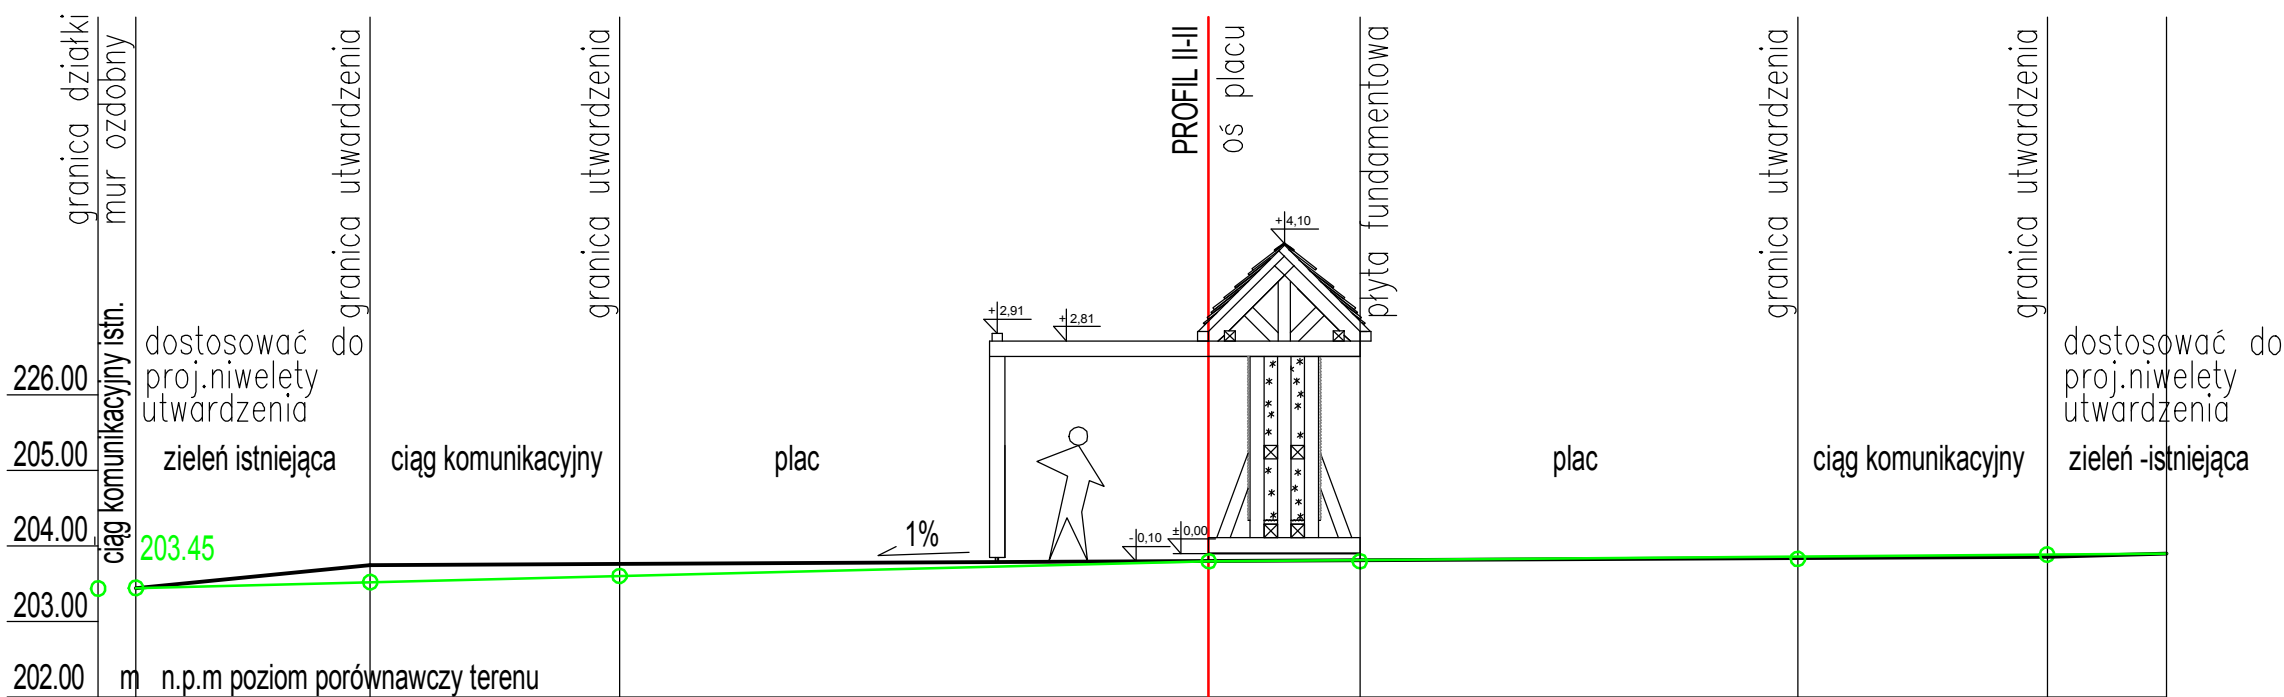 granica działki
mur ozdobny
granica utwardzenia
granica utwardzenia
PROFIL II-II
oś placu
płyta fundamentowa
granica utwardzenia
granica utwardzenia
+4,10
+2,91
+2,81
ciąg komunikacyjny istn.
dostosować do
proj.niwelety
utwardzenia
dostosować do
proj.niwelety
utwardzenia
226.00
205.00
zieleń istniejąca
ciąg komunikacyjny
plac
plac
ciąg komunikacyjny
zieleń -istniejąca
204.00
203.45
1%
-0,10
±0,00
203.00
202.00 m n.p.m poziom porównawczy terenu